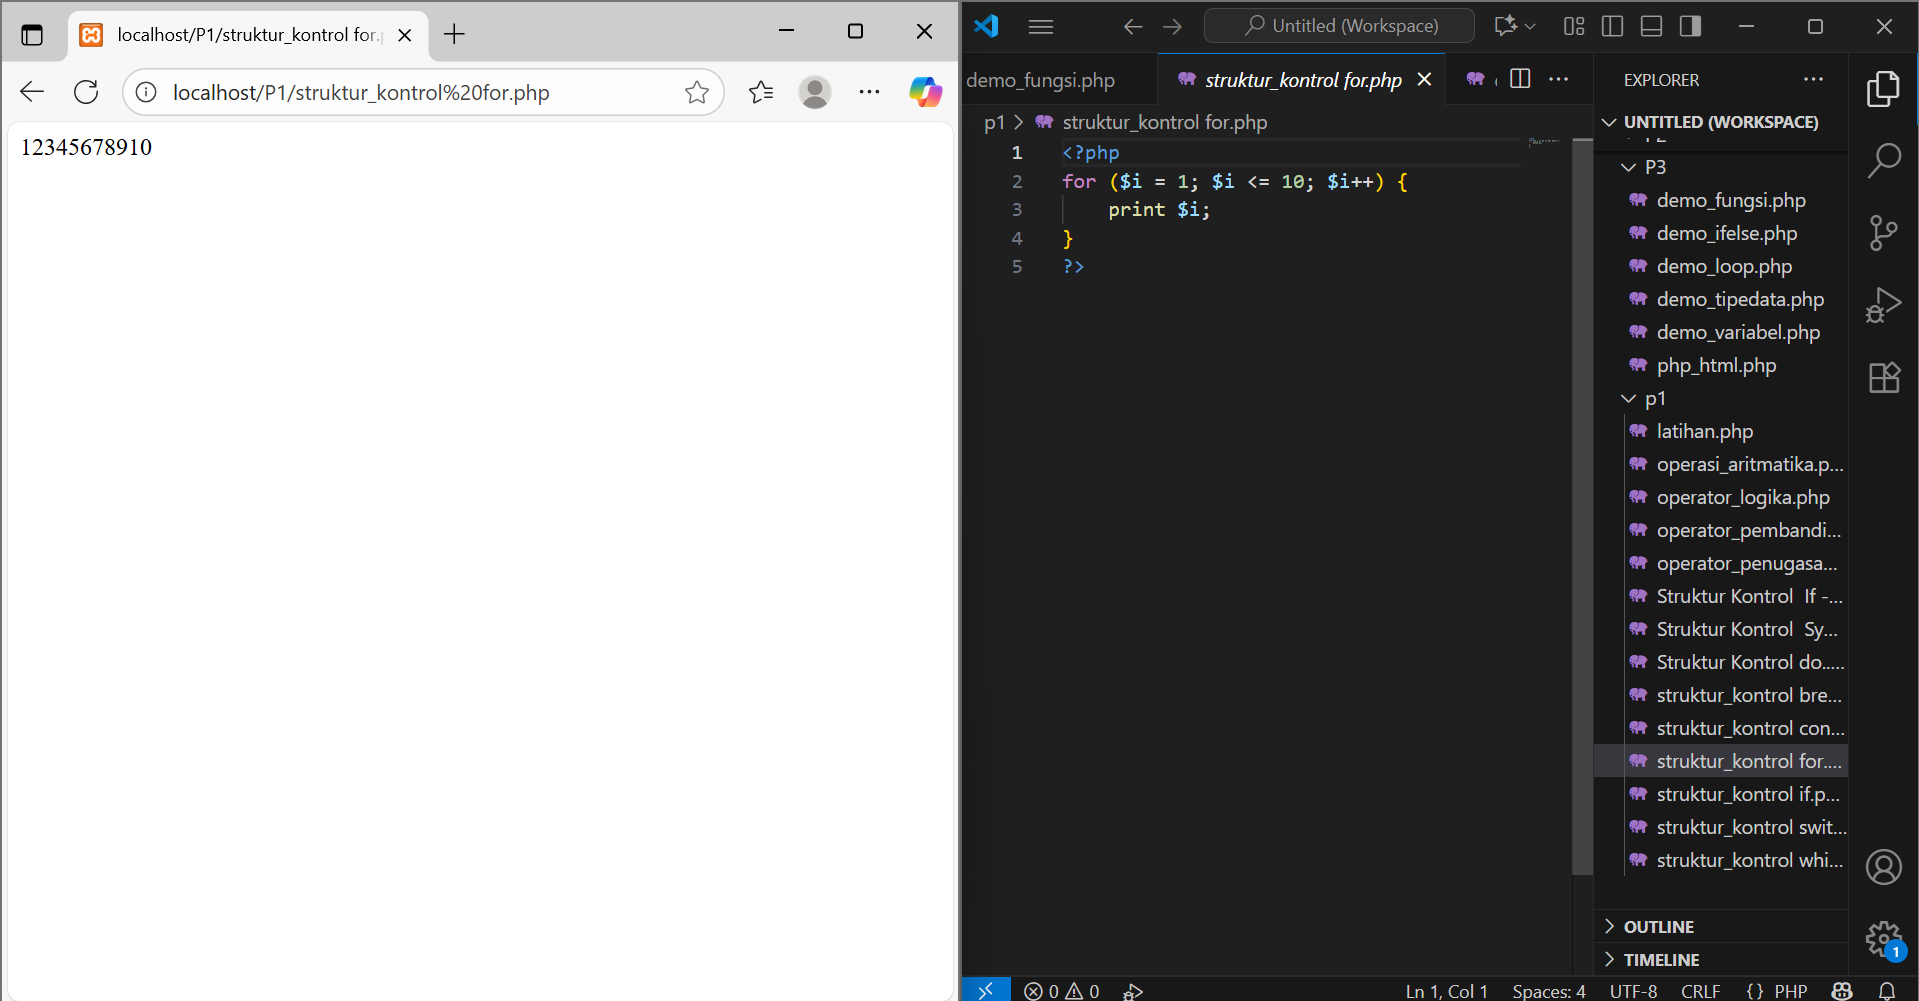 localhost/P1/struktur_kontrol for.p
localhost/P1/struktur_kontrol%20for.php
12345678910
Untitled (Workspace)
demo_fungsi.php
struktur_kontrol for.php
p1 > struktur_kontrol for.php
1 <?php
2 for ($i = 1; $i <= 10; $i++) {
3 print $i;
4 }
5 ?>
EXPLORER
UNTITLED (WORKSPACE)
P3
demo_fungsi.php
demo_ifelse.php
demo_loop.php
demo_tipedata.php
demo_variabel.php
php_html.php
p1
latihan.php
operasi_aritmatika.p...
operator_logika.php
operator_pembandi...
operator_penugasa...
Struktur Kontrol  If -...
Struktur Kontrol  Sy...
Struktur Kontrol do....
struktur_kontrol bre...
struktur_kontrol con...
struktur_kontrol for....
struktur_kontrol if.p...
struktur_kontrol swit...
struktur_kontrol whi...
OUTLINE
TIMELINE
1
0 0
Ln 1, Col 1 Spaces: 4 UTF-8 CRLF {} PHP